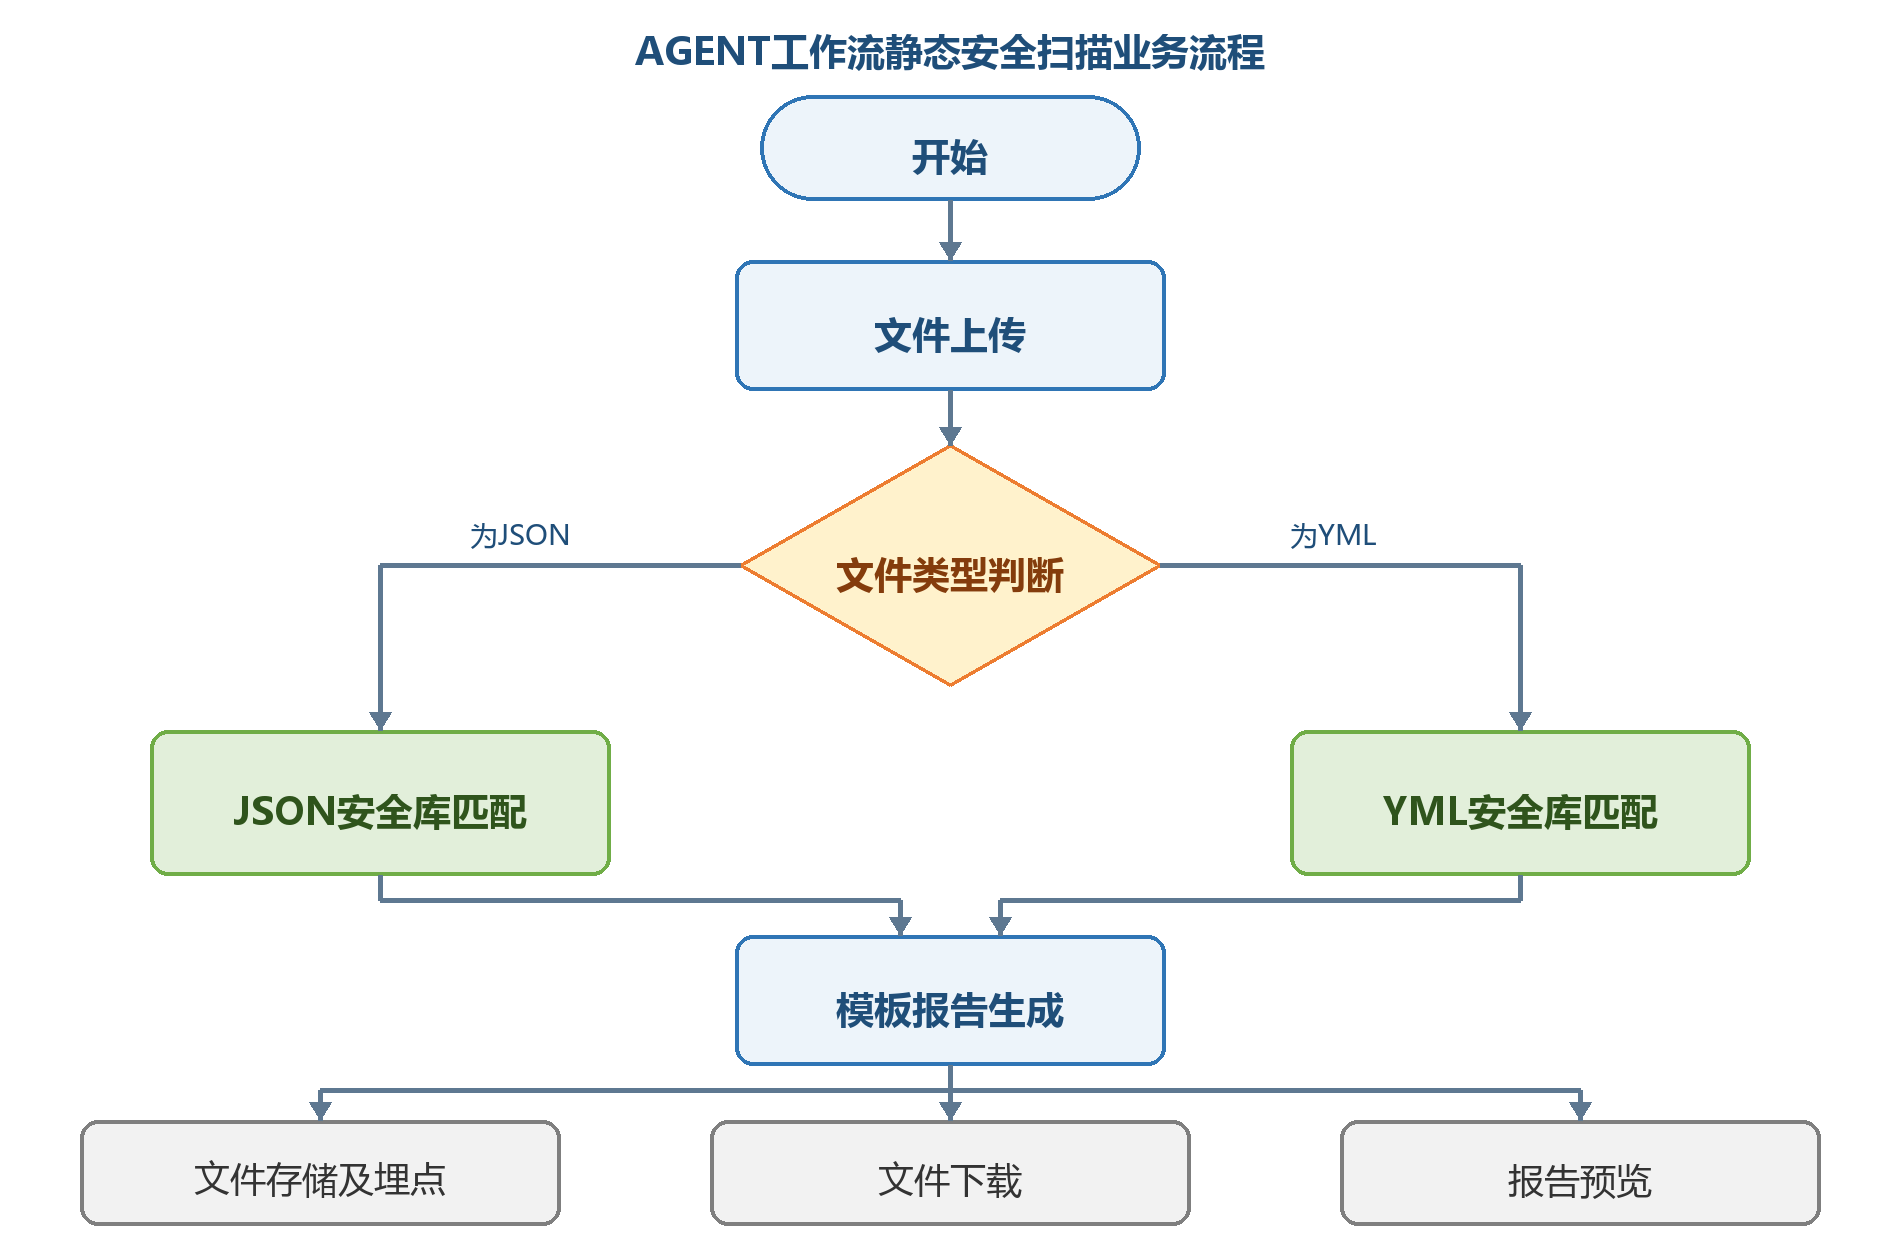 AGENT工作流静态安全扫描业务流程
开始
文件上传
为JSON
为YML
文件类型判断
JSON安全库匹配
YML安全库匹配
模板报告生成
文件存储及埋点
文件下载
报告预览